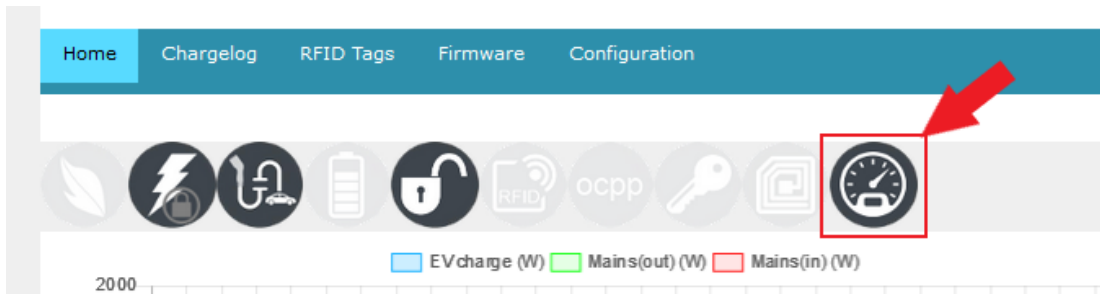 Home Chargelog RFID Tags Firmware Configuration
RFID ocpp
EVcharge (W) Mains(out) (W) Mains(in) (W)
2000